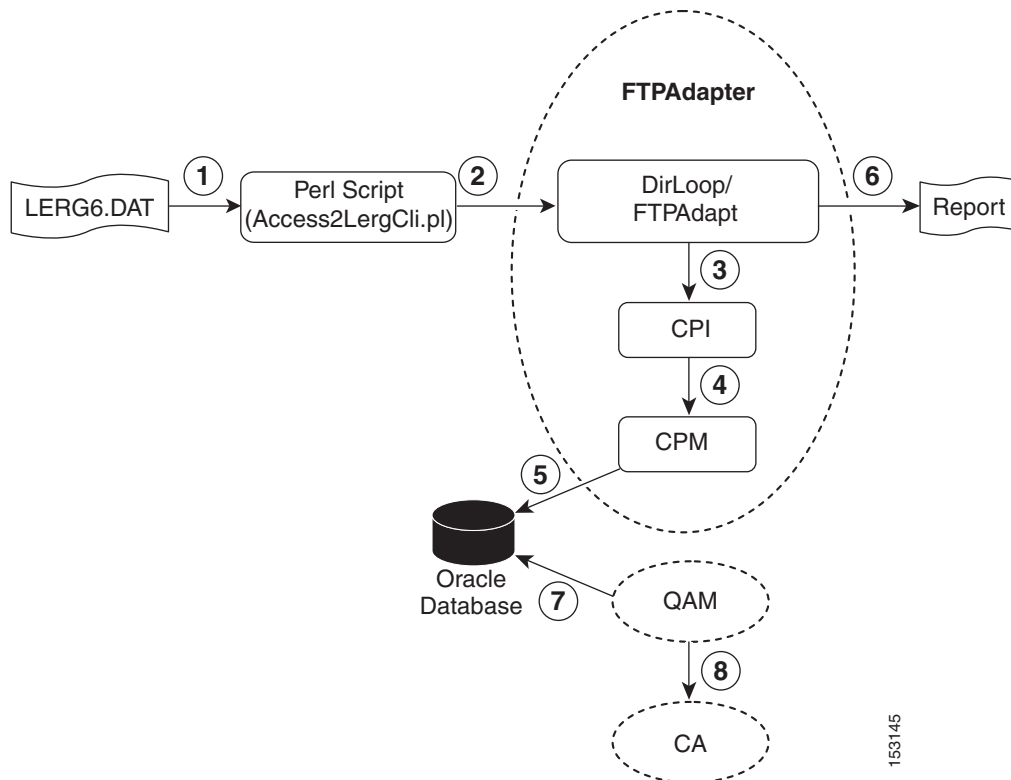 FTPAdapter
1
2
6
LERG6.DAT
Perl Script
(Access2LergCli.pl)
DirLoop/
FTPAdapt
Report
3
CPI
4
CPM
5
Oracle
Database
7
QAM
8
CA
153145